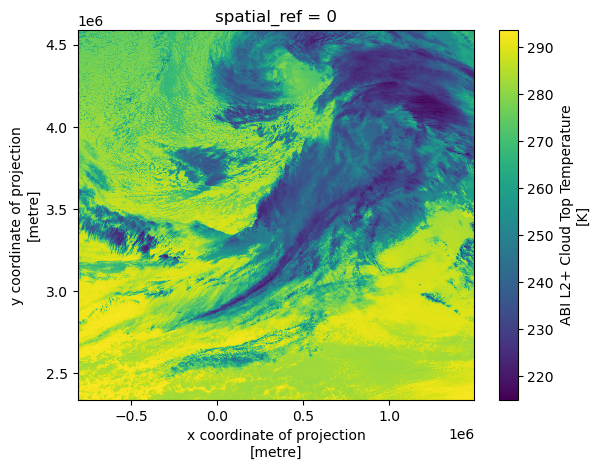 spatial_ref = 0
1e6
4.5
4.0
3.5
3.0
2.5
y coordinate of projection
[metre]
−0.5
0.0
0.5
1.0
1e6
x coordinate of projection
[metre]
290
280
270
260
250
240
230
220
ABI L2+ Cloud Top Temperature
[K]